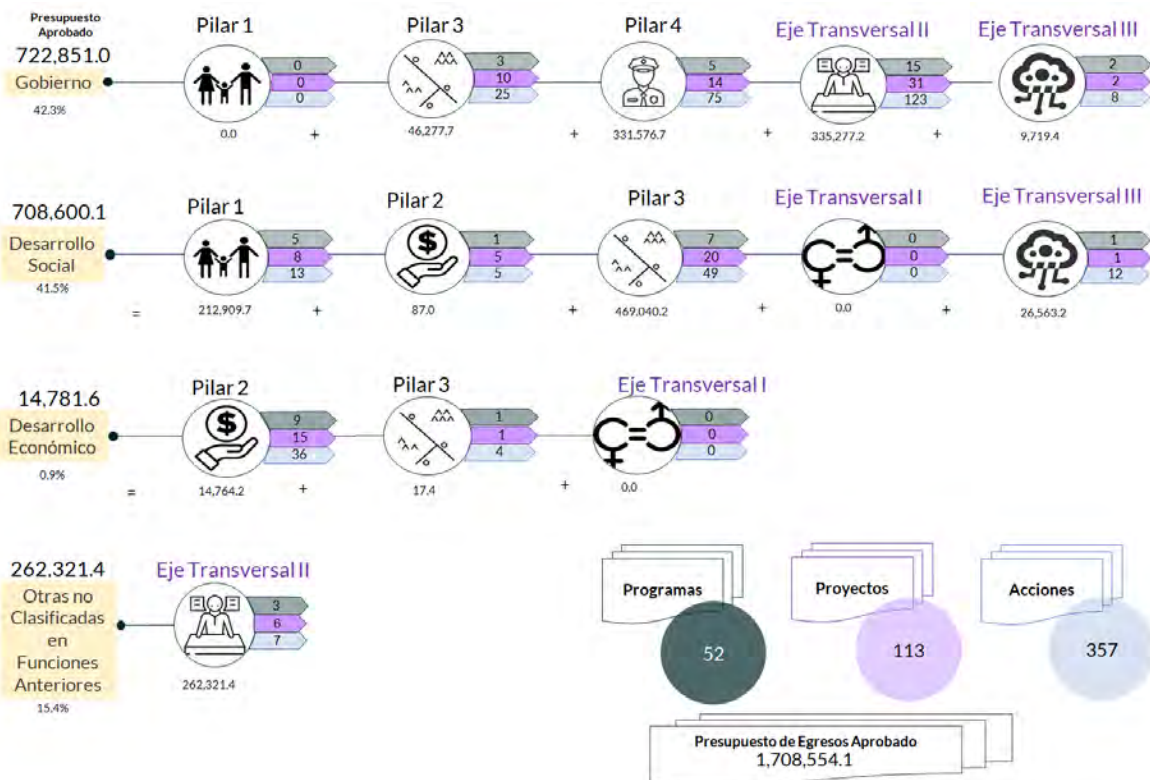 Presupuesto
Aprobado
722,851.0
Gobierno
42.3%
Pilar 1
0
0
0
0.0
+
Pilar 3
3
10
25
46,277.7
+
Pilar 4
5
14
75
331,576.7
+
Eje Transversal II
15
31
123
335,277.2
+
Eje Transversal III
2
2
8
9,719.4
708,600.1
Desarrollo
Social
41.5%
=
Pilar 1
5
8
13
212,909.7
+
Pilar 2
$
1
5
5
87.0
+
Pilar 3
7
20
49
469,040.2
+
Eje Transversal I
0
0
0
0.0
+
Eje Transversal III
1
1
12
26,563.2
14,781.6
Desarrollo
Económico
0.9%
=
Pilar 2
$
9
15
36
14,764.2
+
Pilar 3
1
1
4
17.4
+
Eje Transversal I
0
0
0
0.0
262,321.4
Otras no
Clasificadas
en
Funciones
Anteriores
15.4%
Eje Transversal II
3
6
7
262,321.4
Programas
52
Proyectos
113
Acciones
357
Presupuesto de Egresos Aprobado
1,708,554.1